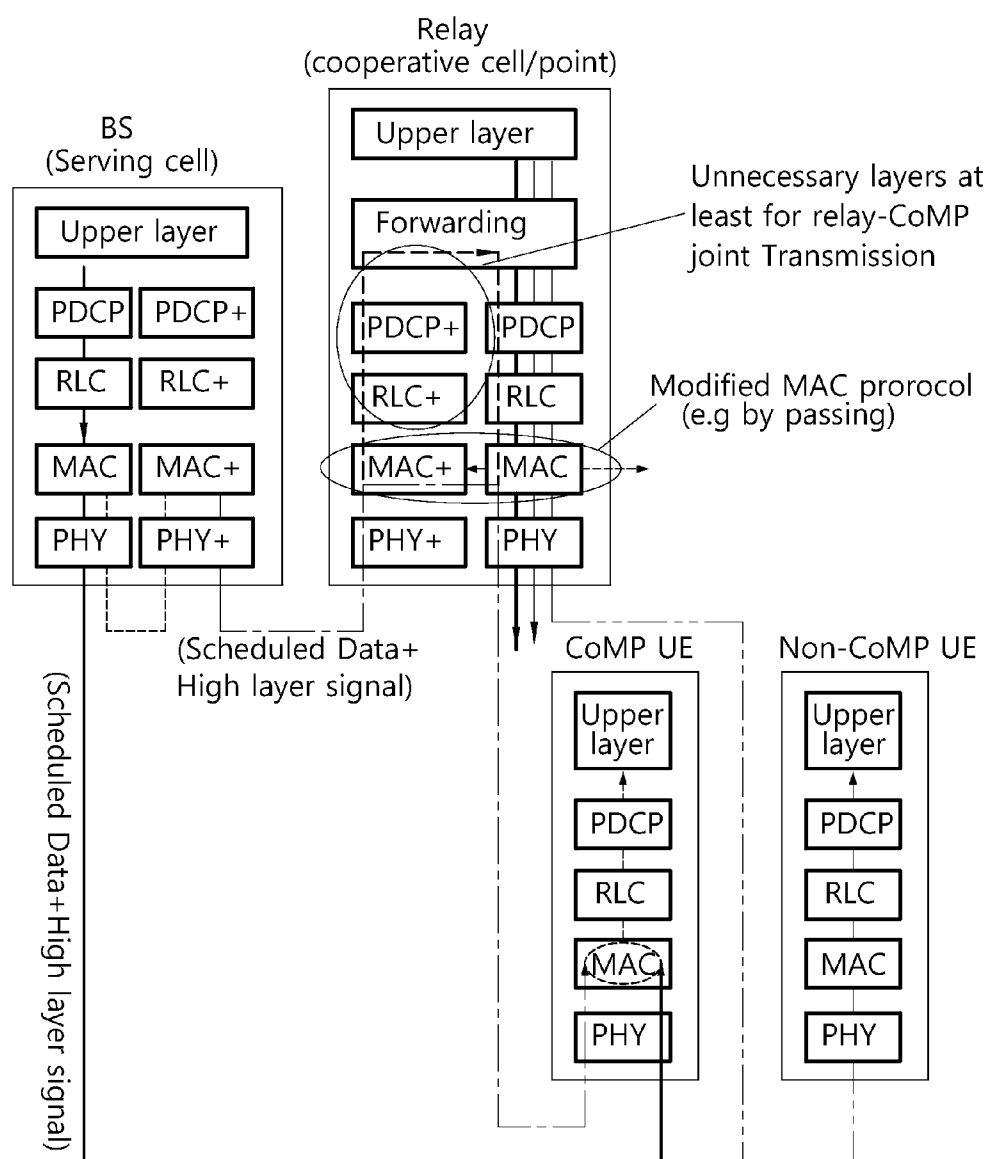 Relay
(cooperative cell/point)
BS
(Serving cell)
Upper layer
Upper layer
Forwarding
Unnecessary layers at
least for relay-CoMP
joint Transmission
PDCP
PDCP+
PDCP+
PDCP
RLC
RLC+
RLC+
RLC
Modified MAC prorocol
(e.g by passing)
MAC
MAC+
MAC+
MAC
PHY
PHY+
PHY+
PHY
(Scheduled Data+
High layer signal)
(Scheduled Data+High layer signal)
CoMP UE
Upper
layer
PDCP
RLC
MAC
PHY
Non-CoMP UE
Upper
layer
PDCP
RLC
MAC
PHY